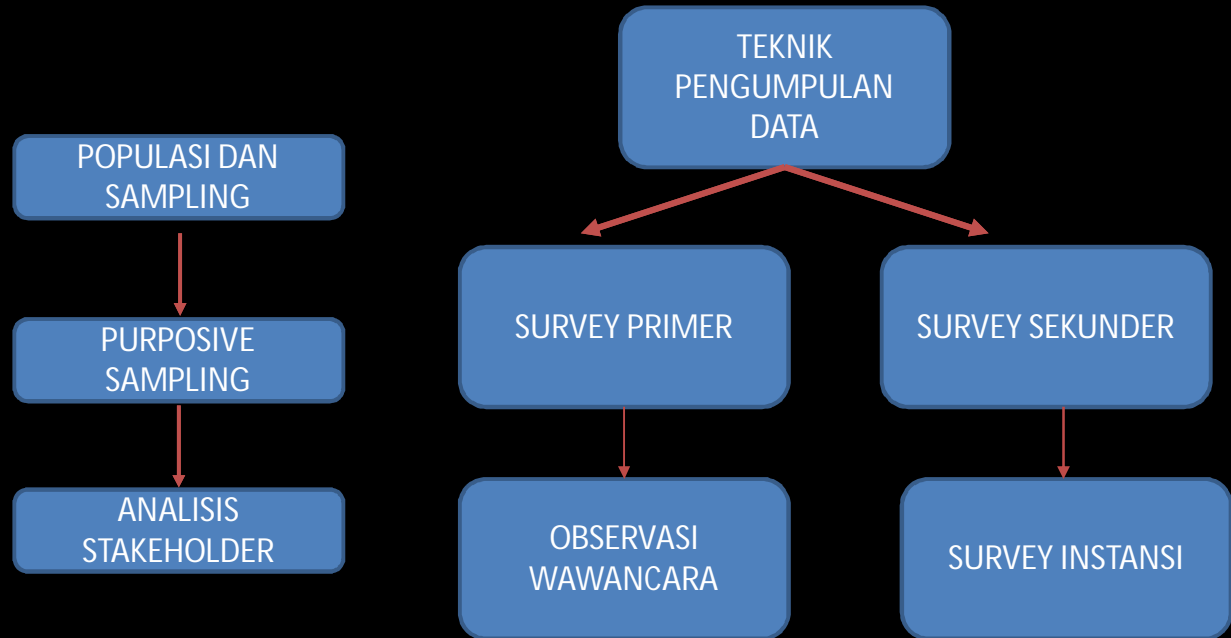 POPULASI DAN
SAMPLING
PURPOSIVE
SAMPLING
ANALISIS
STAKEHOLDER
TEKNIK
PENGUMPULAN
DATA
SURVEY PRIMER
SURVEY SEKUNDER
OBSERVASI
WAWANCARA
SURVEY INSTANSI